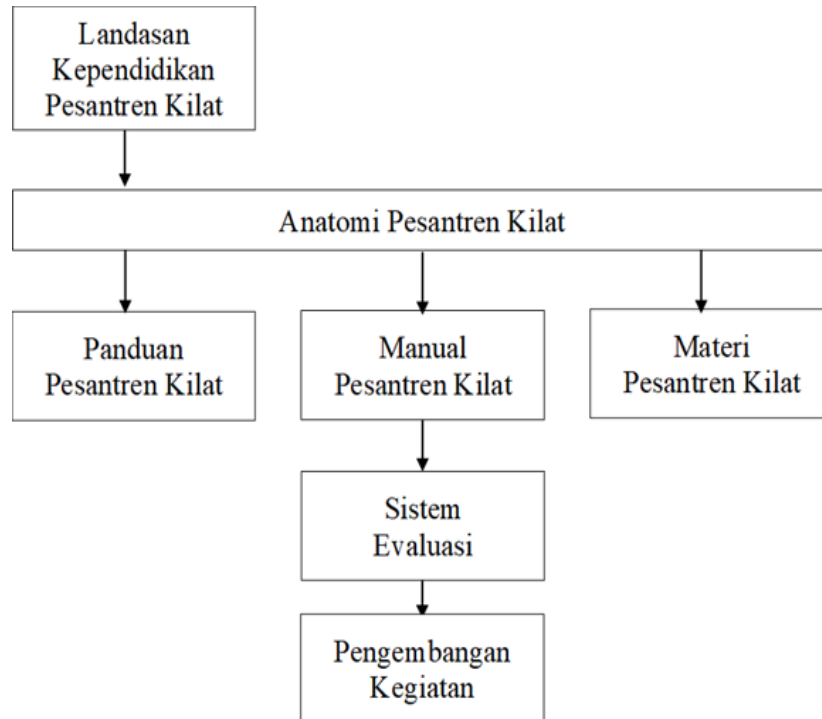 Landasan
Kependidikan
Pesantren Kilat
Anatomi Pesantren Kilat
Panduan
Pesantren Kilat
Manual
Pesantren Kilat
Materi
Pesantren Kilat
Sistem
Evaluasi
Pengembangan
Kegiatan